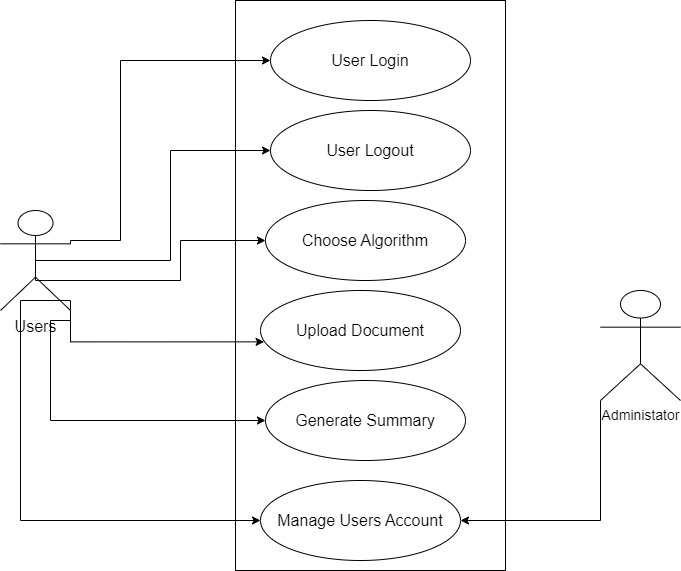 User Login
User Logout
Choose Algorithm
Users
Upload Document
Administator
Generate Summary
Manage Users Account